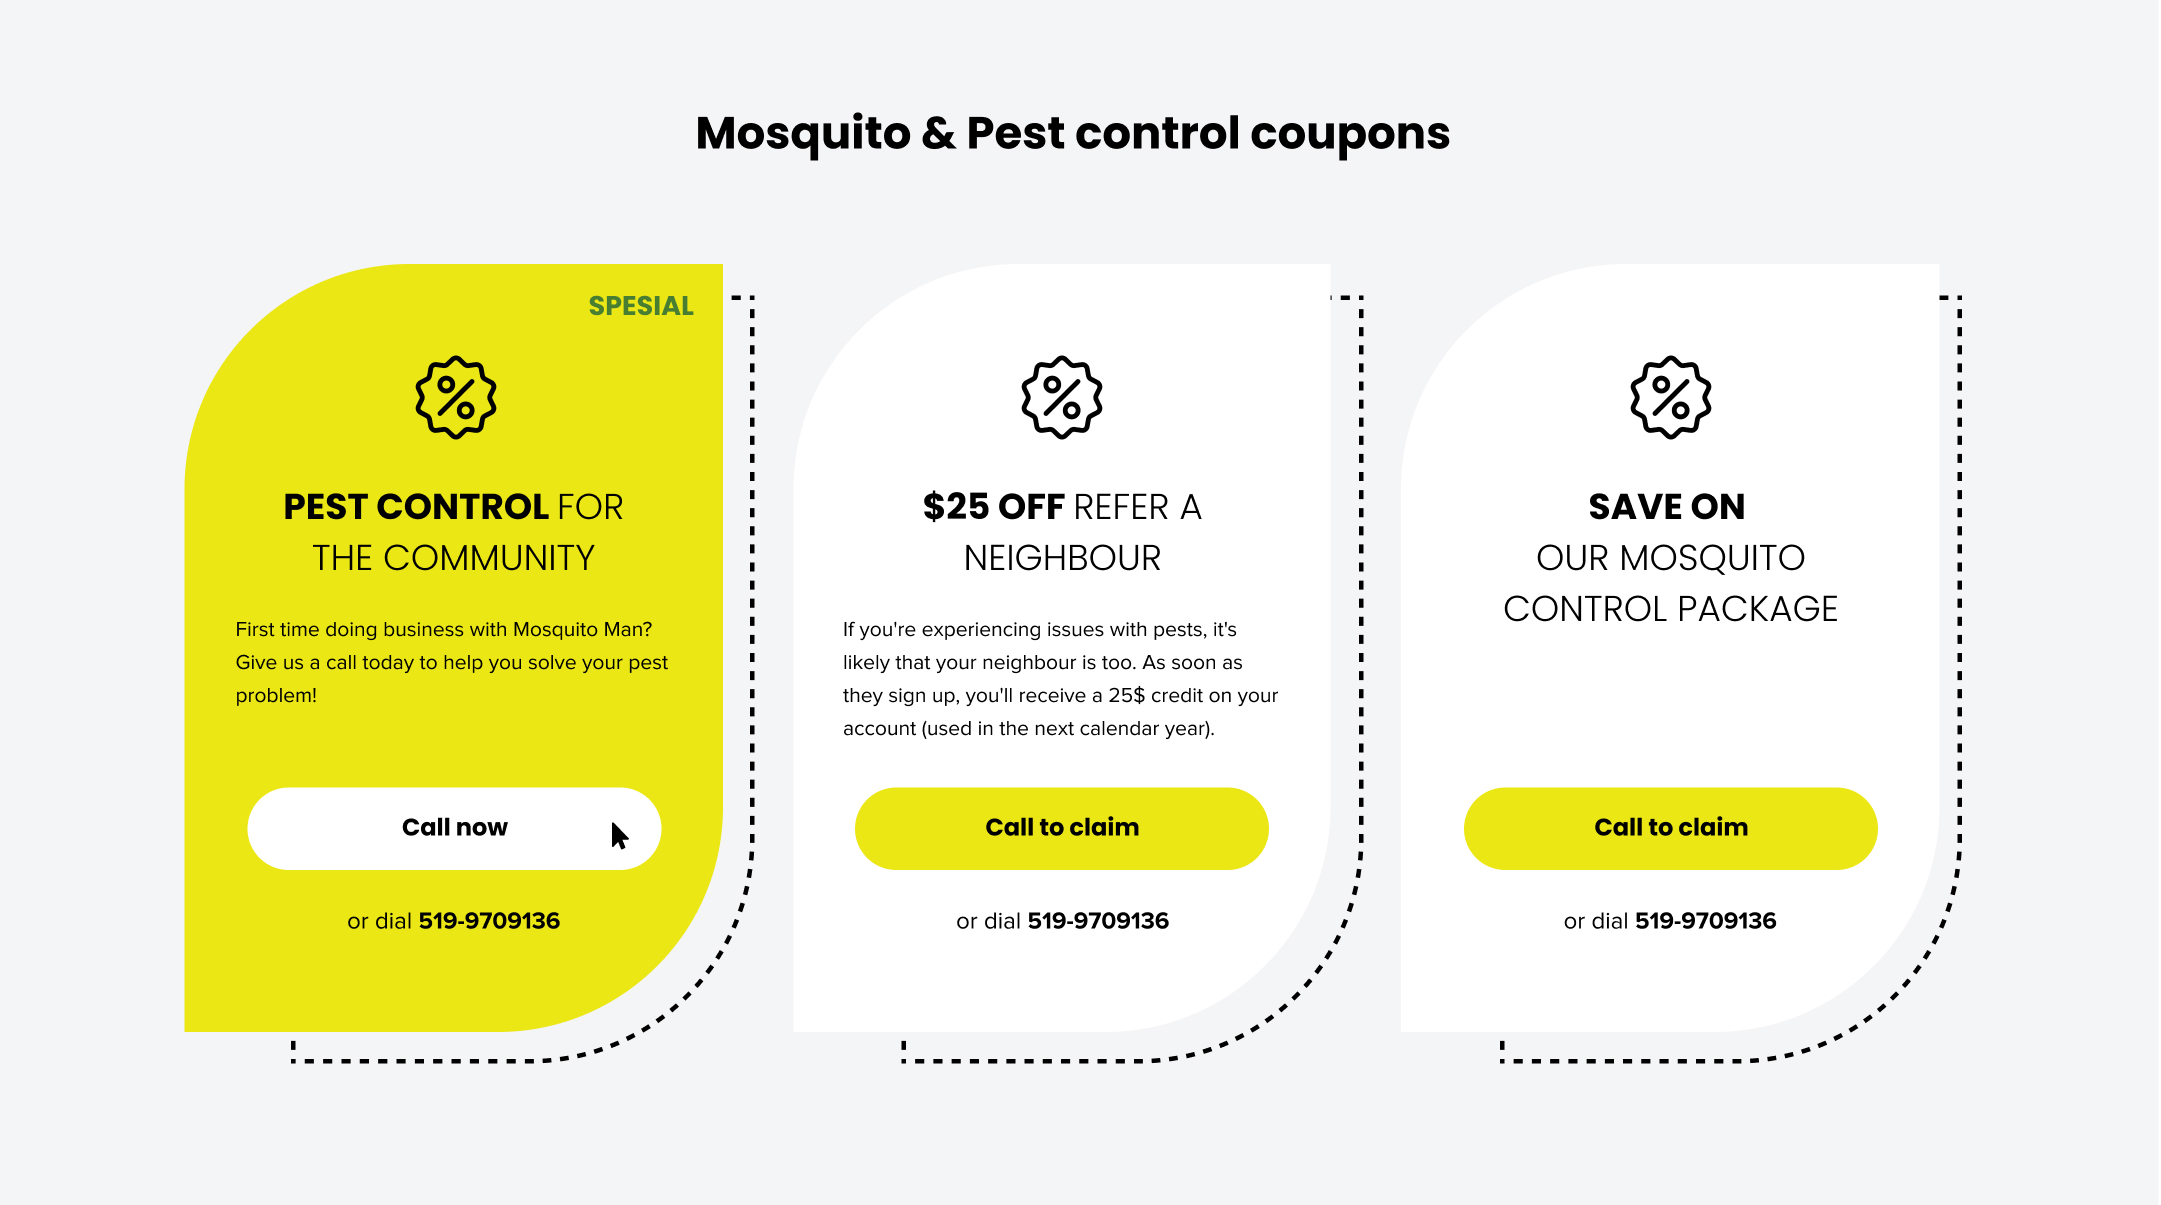 Mosquito & Pest control coupons
SPESIAL
PEST CONTROL FOR
THE COMMUNITY
First time doing business with Mosquito Man?
Give us a call today to help you solve your pest
problem!
Call now
or dial 519-9709136
$25 OFF REFER A
NEIGHBOUR
If you're experiencing issues with pests, it's
likely that your neighbour is too. As soon as
they sign up, you'll receive a 25$ credit on your
account (used in the next calendar year).
Call to claim
or dial 519-9709136
SAVE ON
OUR MOSQUITO
CONTROL PACKAGE
Call to claim
or dial 519-9709136